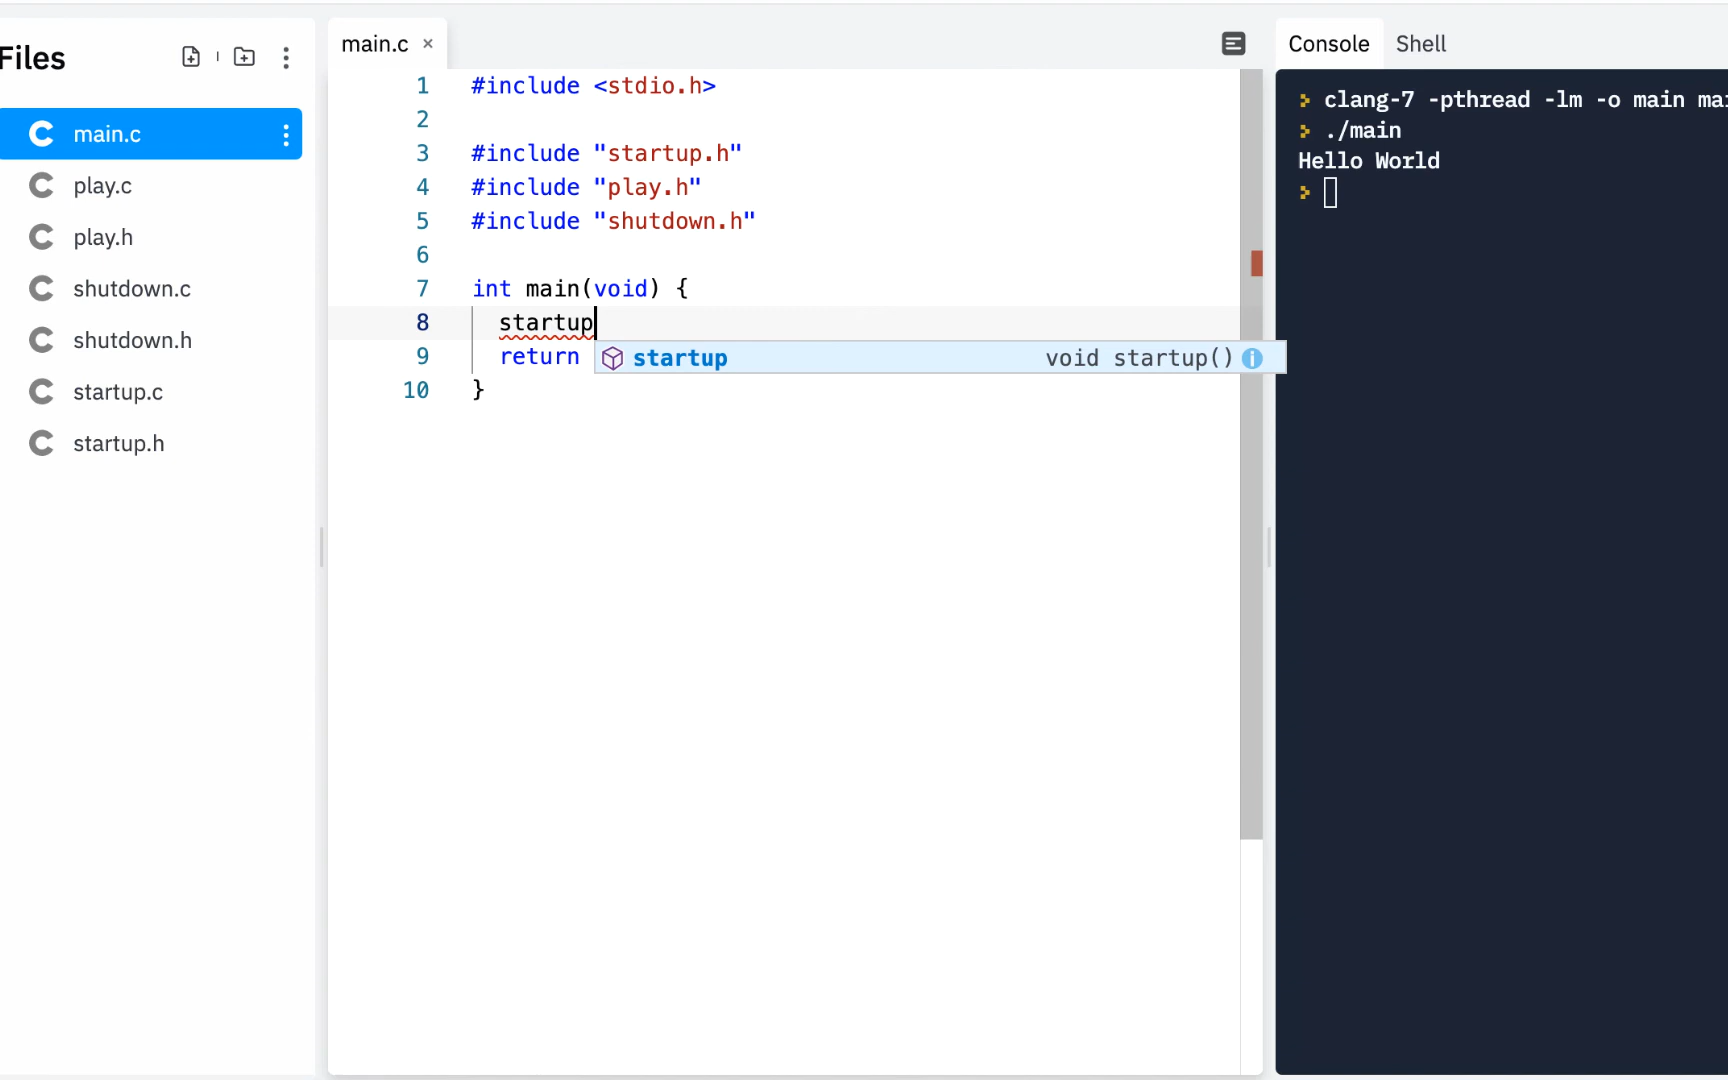 Files
main.c
play.c
play.h
shutdown.c
shutdown.h
startup.c
startup.h
main.c ×
1 #include <stdio.h>
2
3 #include "startup.h"
4 #include "play.h"
5 #include "shutdown.h"
6
7 int main(void) {
8 startup
9 return
startup void startup()
10 }
Console Shell
clang-7 -pthread -lm -o main mai
./main
Hello World